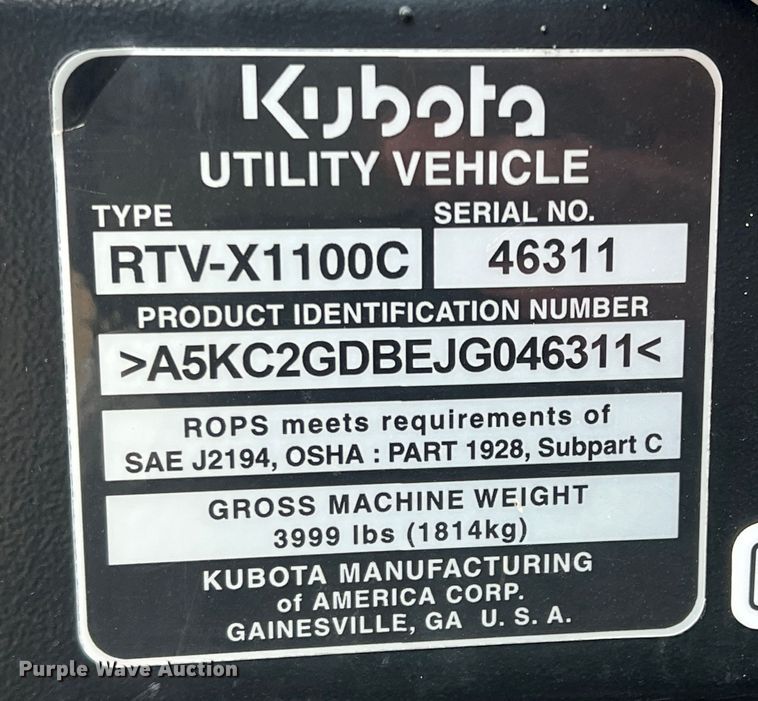 Kubota
UTILITY VEHICLE
TYPE SERIAL NO.
RTV-X1100C 46311
PRODUCT IDENTIFICATION NUMBER
>A5KC2GDBEJG046311<
ROPS meets requirements of
SAE J2194, OSHA : PART 1928, Subpart C
GROSS MACHINE WEIGHT
3999 lbs (1814kg)
KUBOTA MANUFACTURING
of AMERICA CORP.
GAINESVILLE, GA U. S. A.
Purple Wave Auction